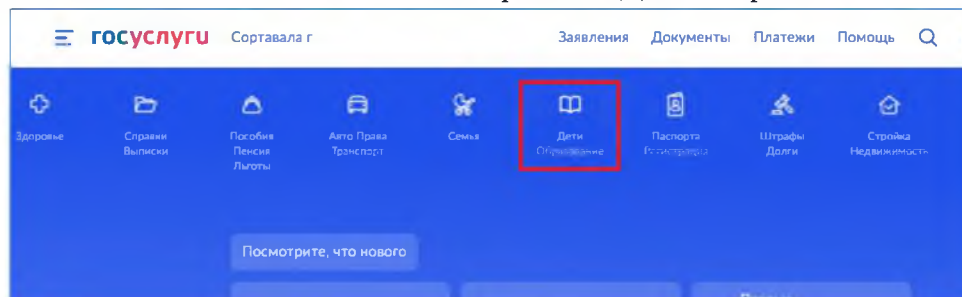 госуслуги Сортавала г Заявления Документы Платежи Помощь
Здоровье Справки Пособия Авто Права Семья Дети Паспорта Штрафы Стройка
Выписки Пенсия Транспорт Образование Регистрация Долги Недвижимость
Льготы
Посмотрите, что нового